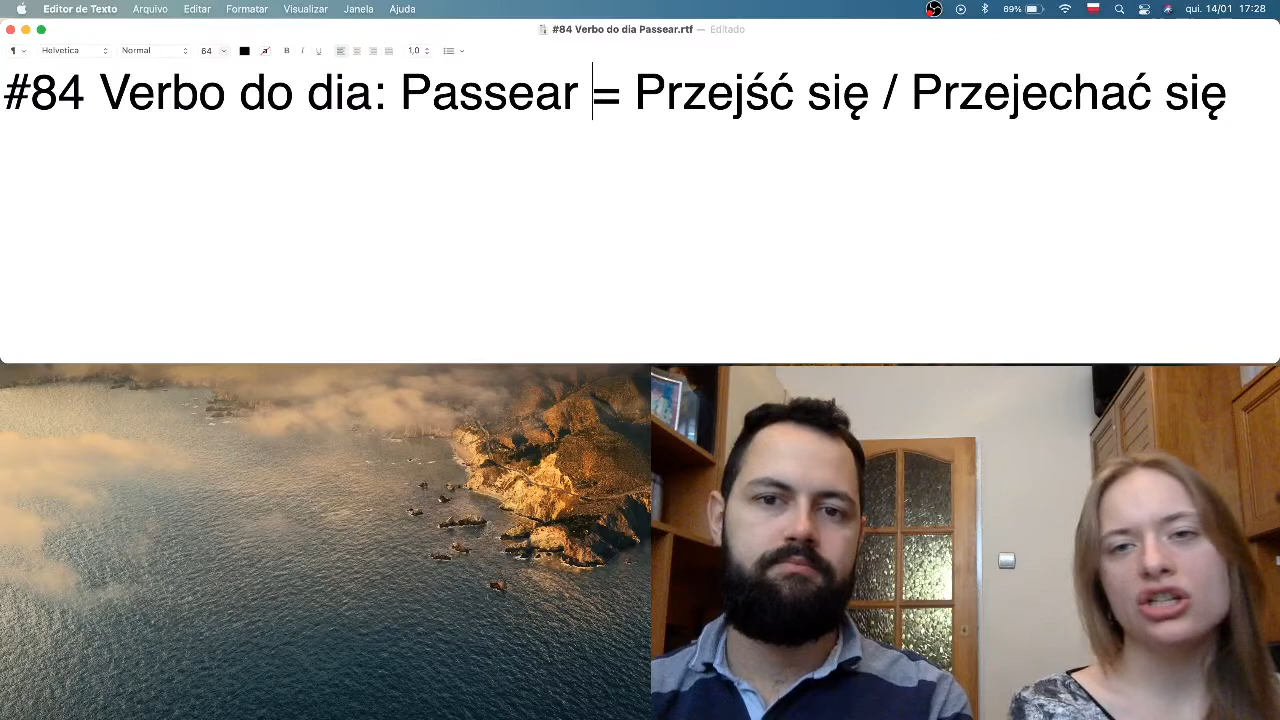 Editor de Texto Arquivo Editar Formatar Visualizar Janela Ajuda 89% qui. 14/01 17:28
#84 Verbo do dia Passear.rtf — Editado
¶ Helvetica Normal 64 B I U 1,0
#84 Verbo do dia: Passear = Przejść się / Przejechać się